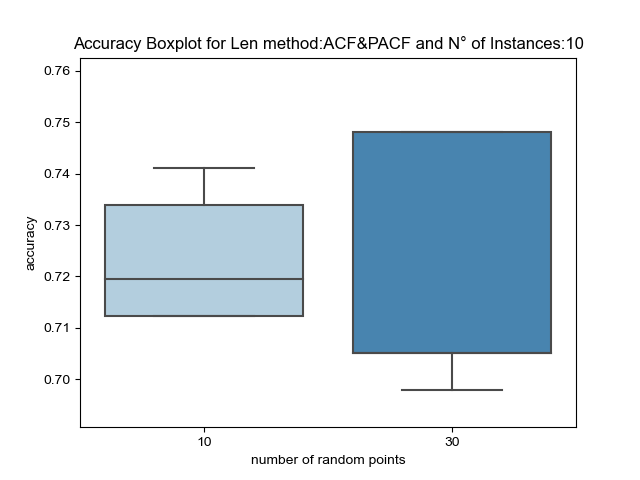 Accuracy Boxplot for Len method:ACF&PACF and N° of Instances:10
0.76
0.75
0.74
0.73
0.72
0.71
0.70
accuracy
10 30
number of random points